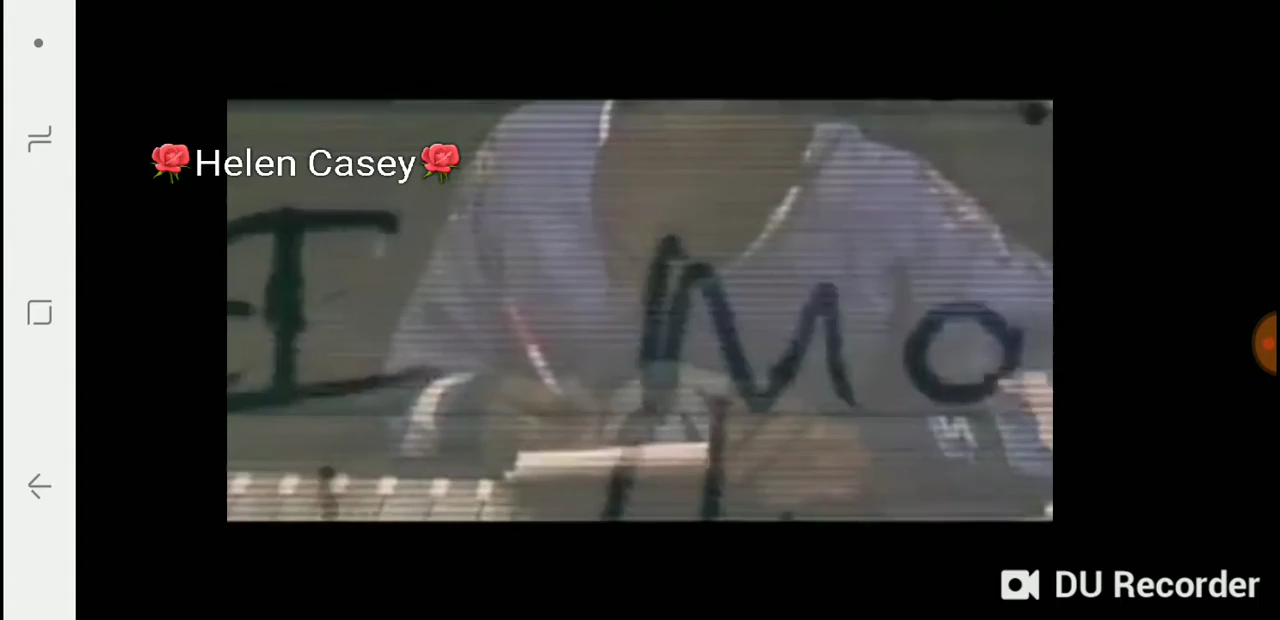 🌹Helen Casey🌹
I Mo
DU Recorder